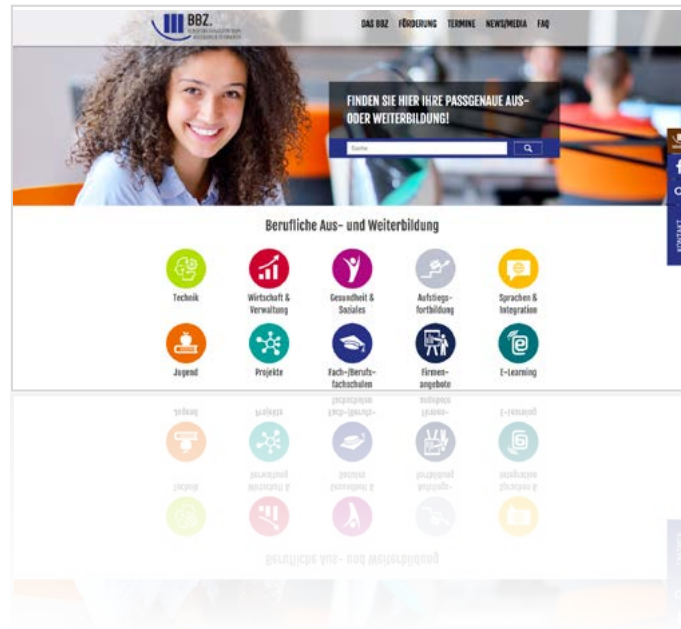 BBZ.
DAS BBZ FÖRDERUNG TERMINE NEWS/MEDIA FAQ
FINDEN SIE HIER IHRE PASSGENAUE AUS-
ODER WEITERBILDUNG!
Suche
KONTAKT
Berufliche Aus- und Weiterbildung
Technik
Wirtschaft &
Verwaltung
Gesundheit &
Soziales
Aufstiegs-
fortbildung
Sprachen &
Integration
Jugend
Projekte
Fach-/Berufs-
fachschulen
Firmen-
angebote
E-Learning